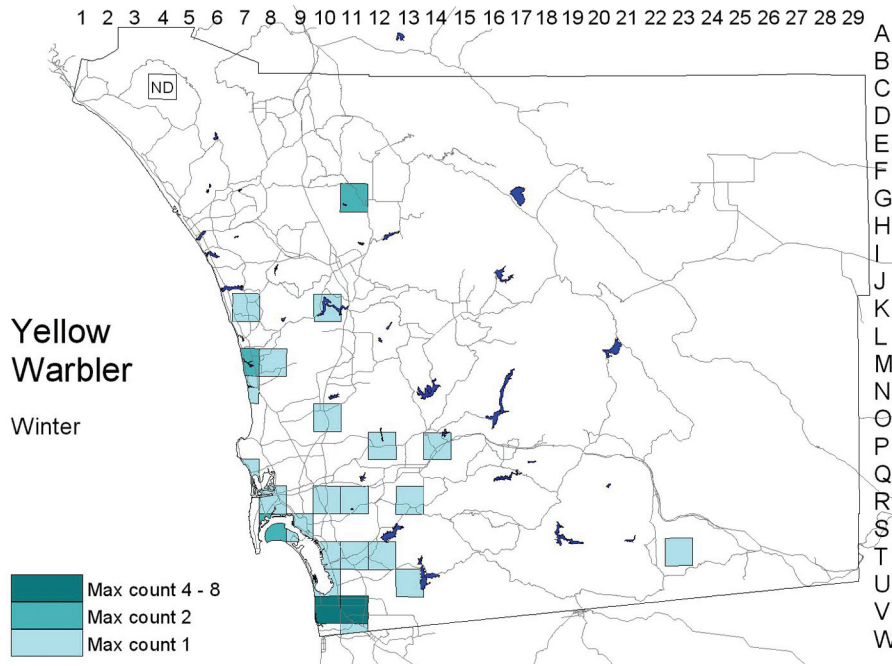 1 2 3 4 5 6 7 8 9 10 11 12 13 14 15 16 17 18 19 20 21 22 23 24 25 26 27 28 29
A
B
C
D
E
F
G
H
I
J
K
L
M
N
O
P
Q
R
S
T
U
V
W
ND
Yellow
Warbler
Winter
Max count 4 - 8
Max count 2
Max count 1